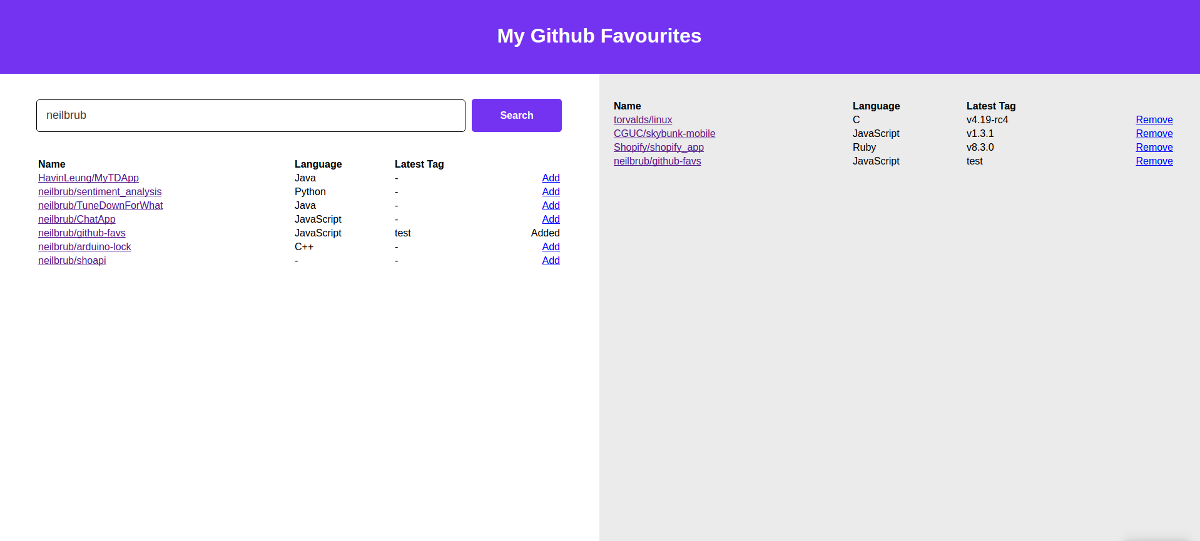 My Github Favourites
neilbrub
Search
Name Language Latest Tag
HavinLeung/MyTDApp Java - Add
neilbrub/sentiment_analysis Python - Add
neilbrub/TuneDownForWhat Java - Add
neilbrub/ChatApp JavaScript - Add
neilbrub/github-favs JavaScript test Added
neilbrub/arduino-lock C++ - Add
neilbrub/shoapi - - Add
Name Language Latest Tag
torvalds/linux C v4.19-rc4 Remove
CGUC/skybunk-mobile JavaScript v1.3.1 Remove
Shopify/shopify_app Ruby v8.3.0 Remove
neilbrub/github-favs JavaScript test Remove